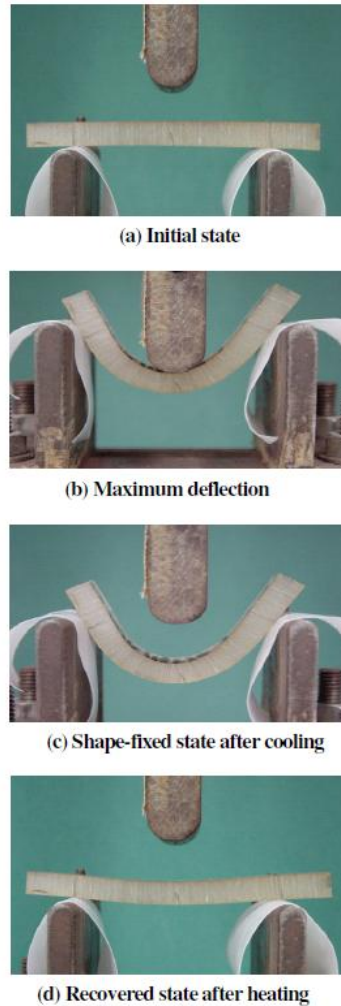 (a) Initial state
(b) Maximum deflection
(c) Shape-fixed state after cooling
(d) Recovered state after heating